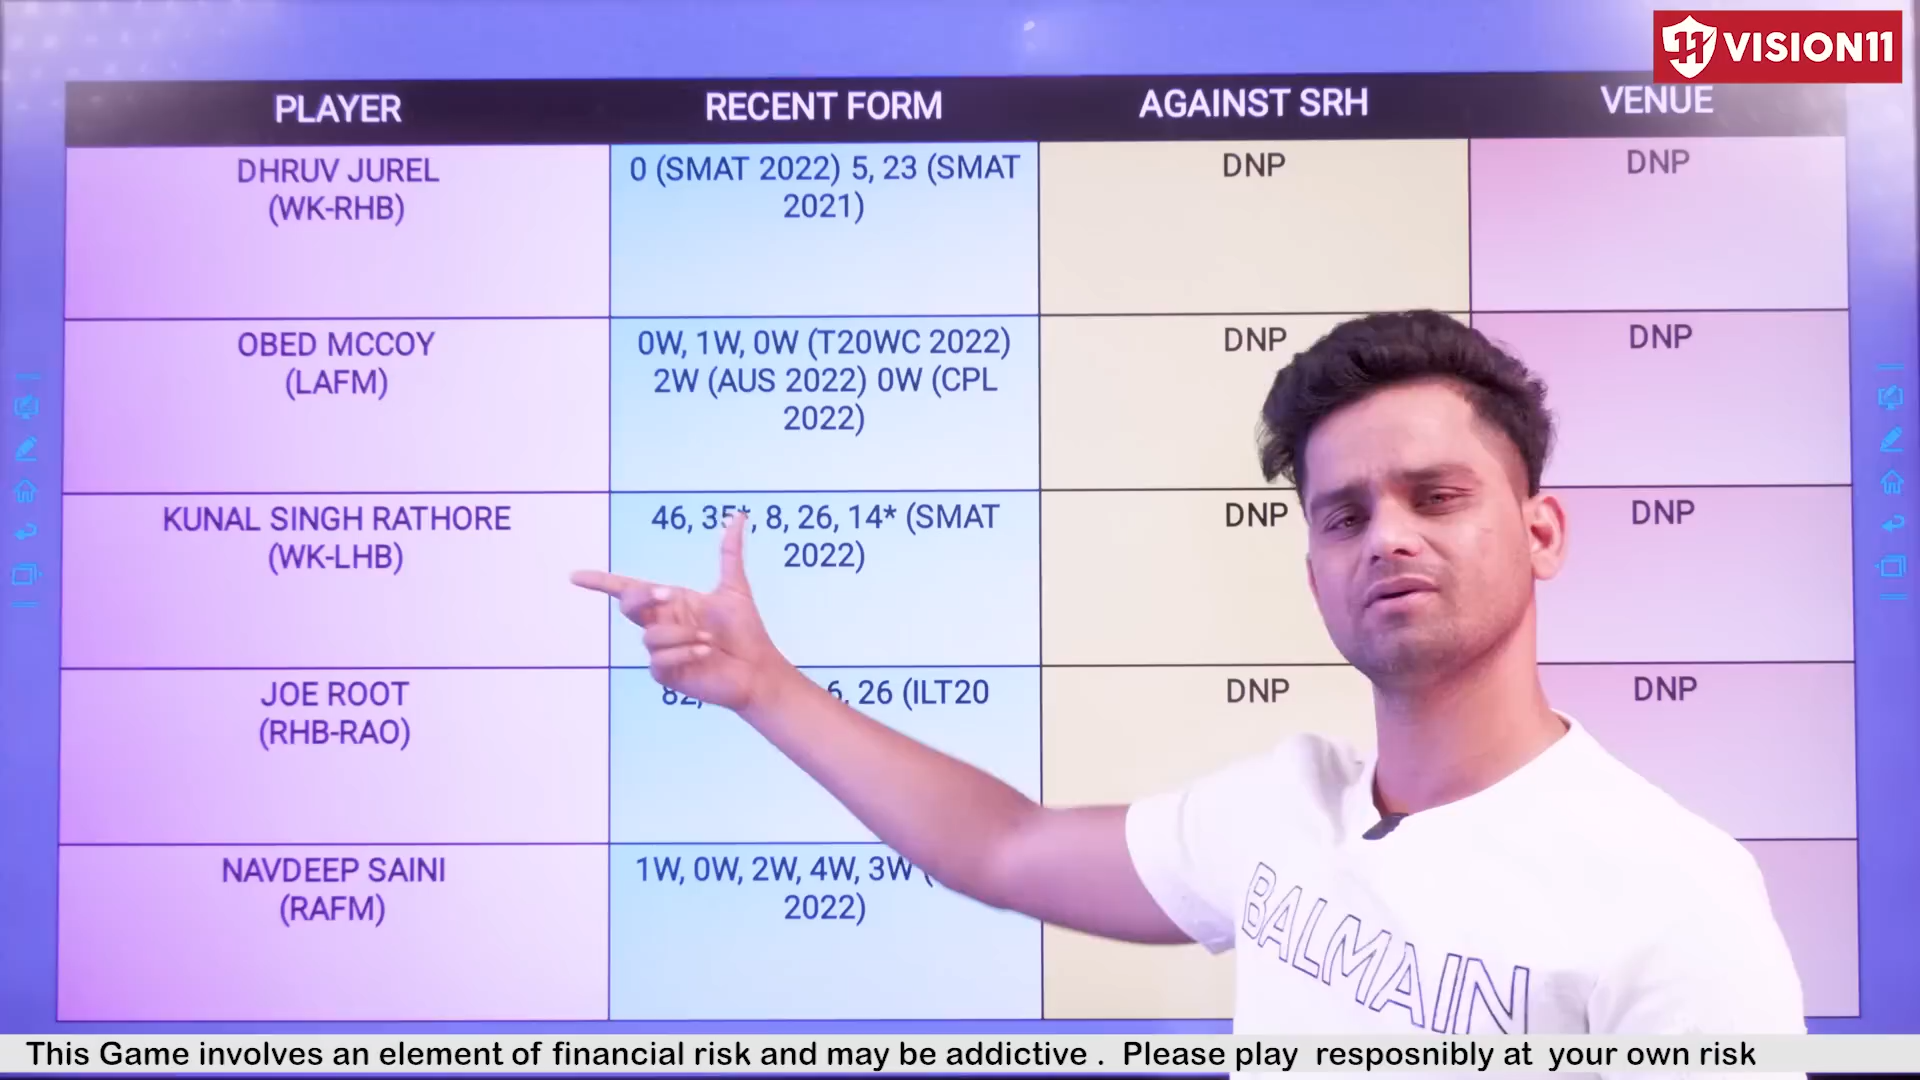 VISION11
PLAYER RECENT FORM AGAINST SRH VENUE
DHRUV JUREL
(WK-RHB)
0 (SMAT 2022) 5, 23 (SMAT
2021)
DNP
DNP
OBED MCCOY
(LAFM)
0W, 1W, 0W (T20WC 2022)
2W (AUS 2022) 0W (CPL
2022)
DNP
DNP
KUNAL SINGH RATHORE
(WK-LHB)
46, 35*, 8, 26, 14* (SMAT
2022)
DNP
DNP
JOE ROOT
(RHB-RAO)
82, 6, 26 (ILT20
DNP
DNP
NAVDEEP SAINI
(RAFM)
1W, 0W, 2W, 4W, 3W (
2022)
BALMAIN
This Game involves an element of financial risk and may be addictive . Please play resposnibly at your own risk